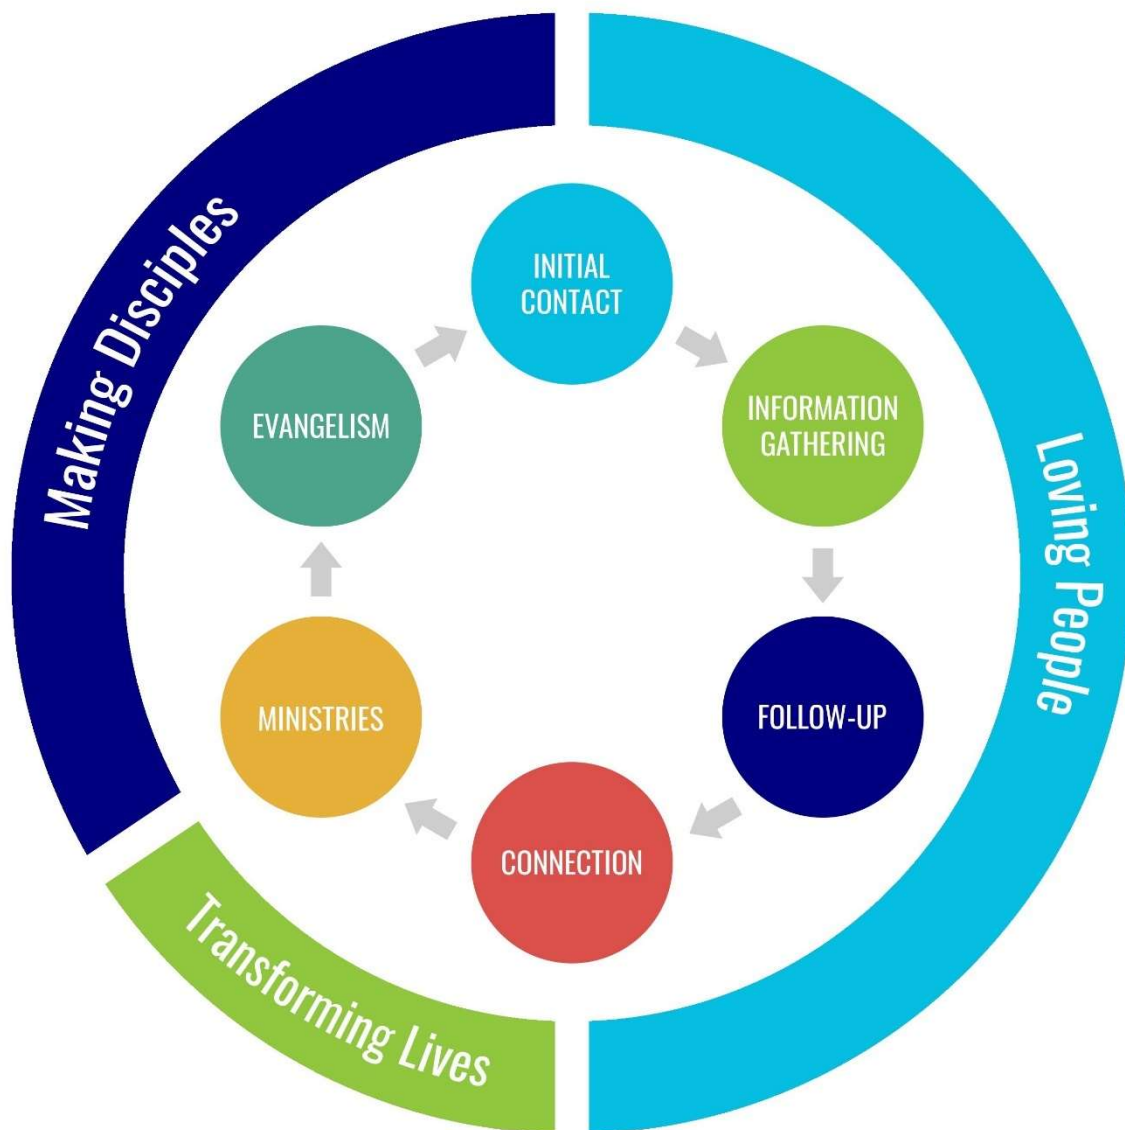 INITIAL
CONTACT
INFORMATION
GATHERING
FOLLOW-UP
CONNECTION
MINISTRIES
EVANGELISM
Loving People
Transforming Lives
Making Disciples